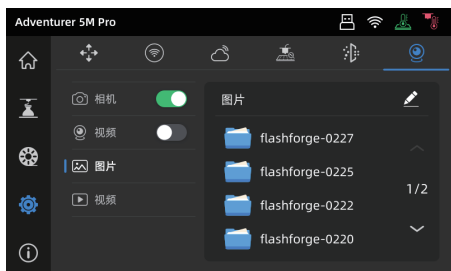 Adventurer 5M Pro
相机
视频
图片
视频
图片
flashforge-0227
flashforge-0225
flashforge-0222
flashforge-0220
1/2